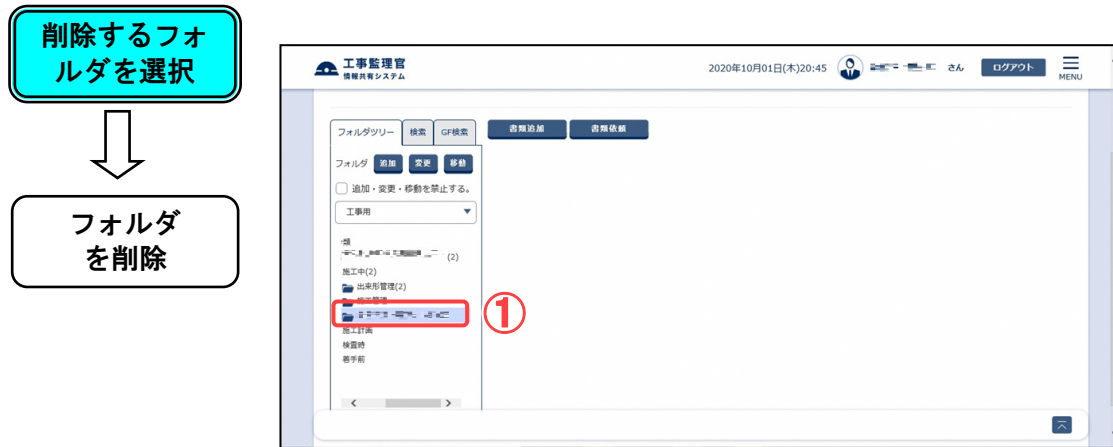 削除するフォ
ルダを選択
フォルダ
を削除
工事監理官
情報共有システム
2020年10月01日(木)20:45
さん
ログアウト
MENU
フォルダツリー
検索
GF検索
書類追加
書類依頼
フォルダ
追加
変更
移動
追加・変更・移動を禁止する。
工事用
類
(2)
施工中(2)
出来形管理(2)
施工管理
①
施工計画
検査時
着手前